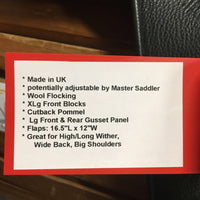 * Made in UK
* potentially adjustable by Master Saddler
* Wool Flocking
* XLg Front Blocks
* Cutback Pommel
* Lg Front & Rear Gusset Panel
* Flaps: 16.5"L x 12"W
* Great for High/Long Wither,
Wide Back, Big Shoulders